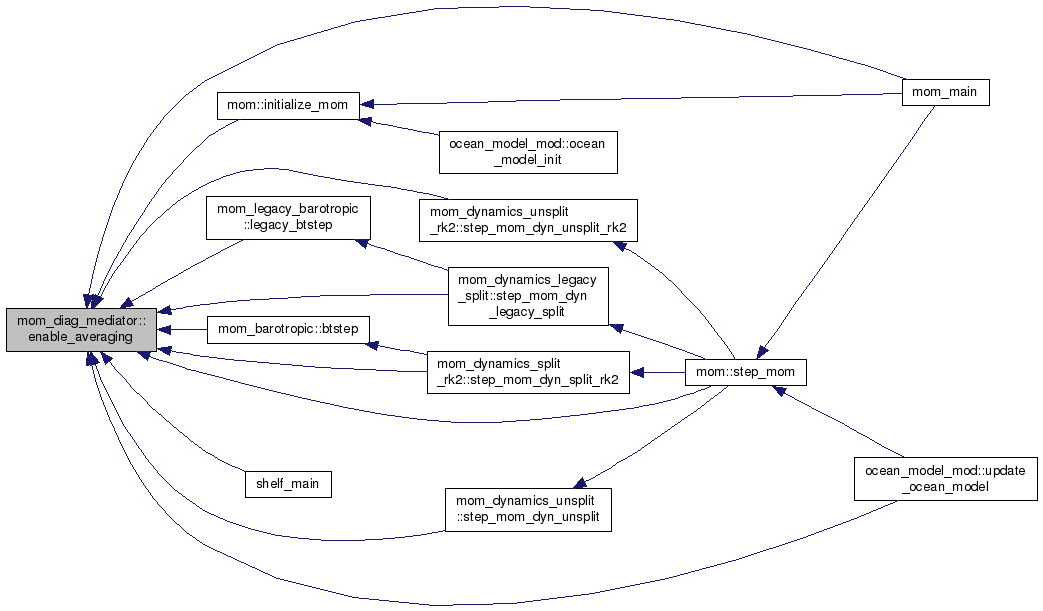 mom_main
mom::initialize_mom
ocean_model_mod::ocean
_model_init
mom_legacy_barotropic
::legacy_btstep
mom_dynamics_unsplit
_rk2::step_mom_dyn_unsplit_rk2
mom_dynamics_legacy
_split::step_mom_dyn
_legacy_split
mom_diag_mediator::
enable_averaging
mom_barotropic::btstep
mom_dynamics_split
_rk2::step_mom_dyn_split_rk2
mom::step_mom
shelf_main
mom_dynamics_unsplit
::step_mom_dyn_unsplit
ocean_model_mod::update
_ocean_model